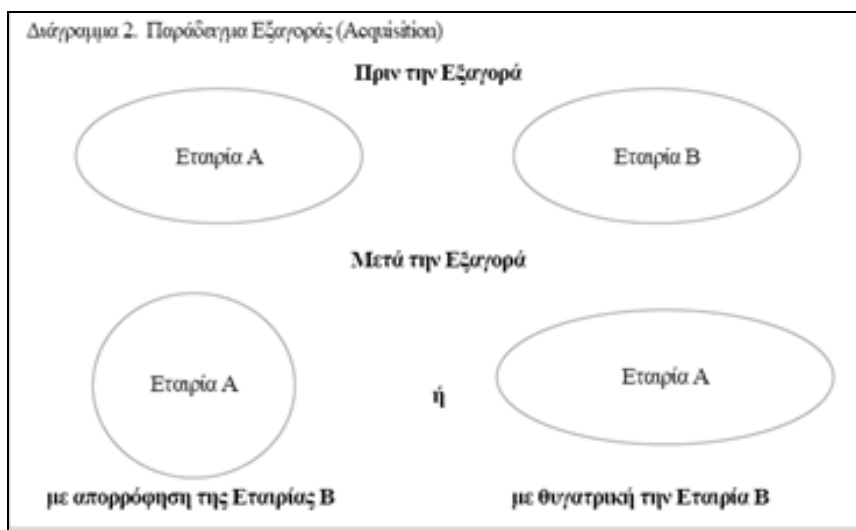 Διάγραμμα 2. Παράδειγμα Εξαγοράς (Acquisition)
Πριν την Εξαγορά
Εταιρία Α
Εταιρία Β
Μετά την Εξαγορά
Εταιρία Α
ή
Εταιρία Α
με απορρόφηση της Εταιρίας Β
με θυγατρική την Εταιρία Β